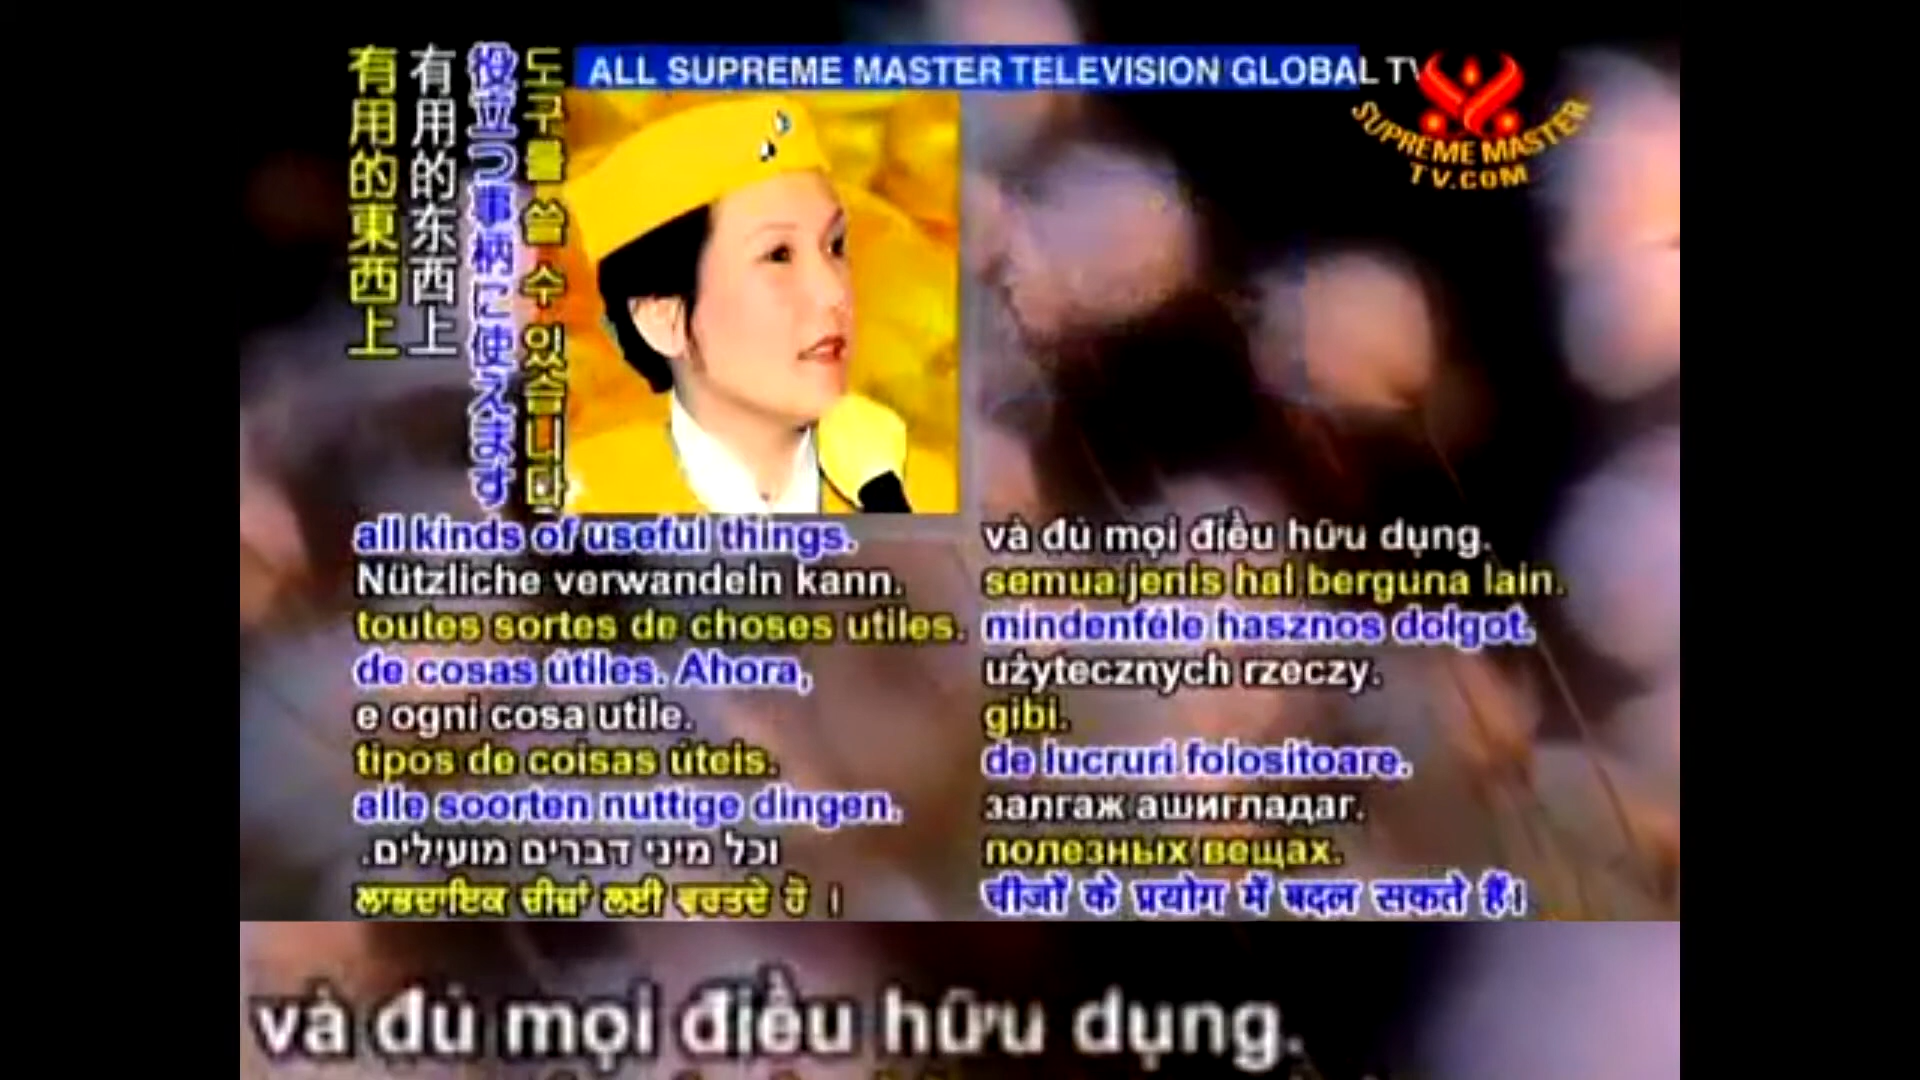 ALL SUPREME MASTER TELEVISION GLOBAL TV
SUPREME MASTER
TV.COM
有用的東西上
有用的东西上
役立つ事柄に使えます
도구를 쓸 수 있습니다
all kinds of useful things.
Nützliche verwandeln kann.
toutes sortes de choses utiles.
de cosas útiles. Ahora,
e ogni cosa utile.
tipos de coisas úteis.
alle soorten nuttige dingen.
וכל מיני דברים מועילים.
ਲਾਭਦਾਇਕ ਚੀਜ਼ਾਂ ਲਈ ਵਰਤਦੇ ਹੋ ।
và đủ mọi điều hữu dụng.
semua jenis hal berguna lain.
mindenféle hasznos dolgot.
użytecznych rzeczy.
gibi.
de lucruri folositoare.
залгаж ашигладаг.
полезных вещах.
चीजों के प्रयोग में बदल सकते हैं।
và đủ mọi điều hữu dụng.